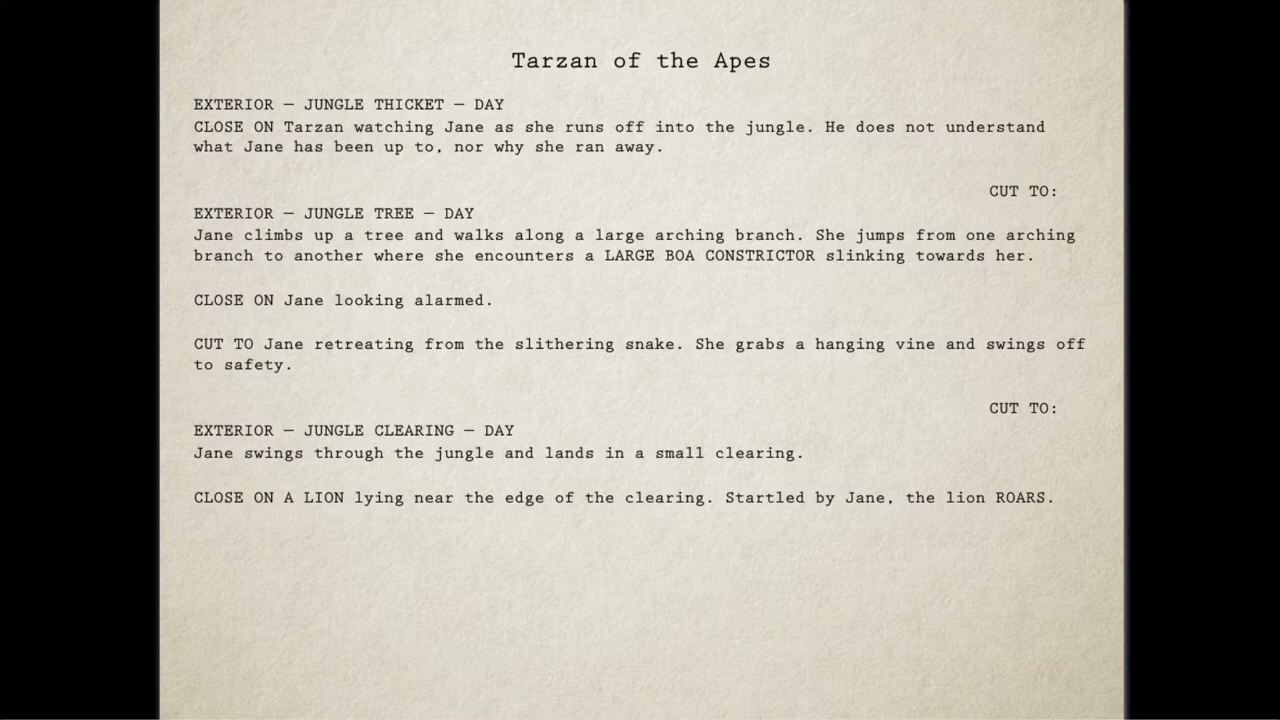 Tarzan of the Apes
EXTERIOR — JUNGLE THICKET — DAY
CLOSE ON Tarzan watching Jane as she runs off into the jungle. He does not understand
what Jane has been up to, nor why she ran away.
CUT TO:
EXTERIOR — JUNGLE TREE — DAY
Jane climbs up a tree and walks along a large arching branch. She jumps from one arching
branch to another where she encounters a LARGE BOA CONSTRICTOR slinking towards her.
CLOSE ON Jane looking alarmed.
CUT TO Jane retreating from the slithering snake. She grabs a hanging vine and swings off
to safety.
CUT TO:
EXTERIOR — JUNGLE CLEARING — DAY
Jane swings through the jungle and lands in a small clearing.
CLOSE ON A LION lying near the edge of the clearing. Startled by Jane, the lion ROARS.